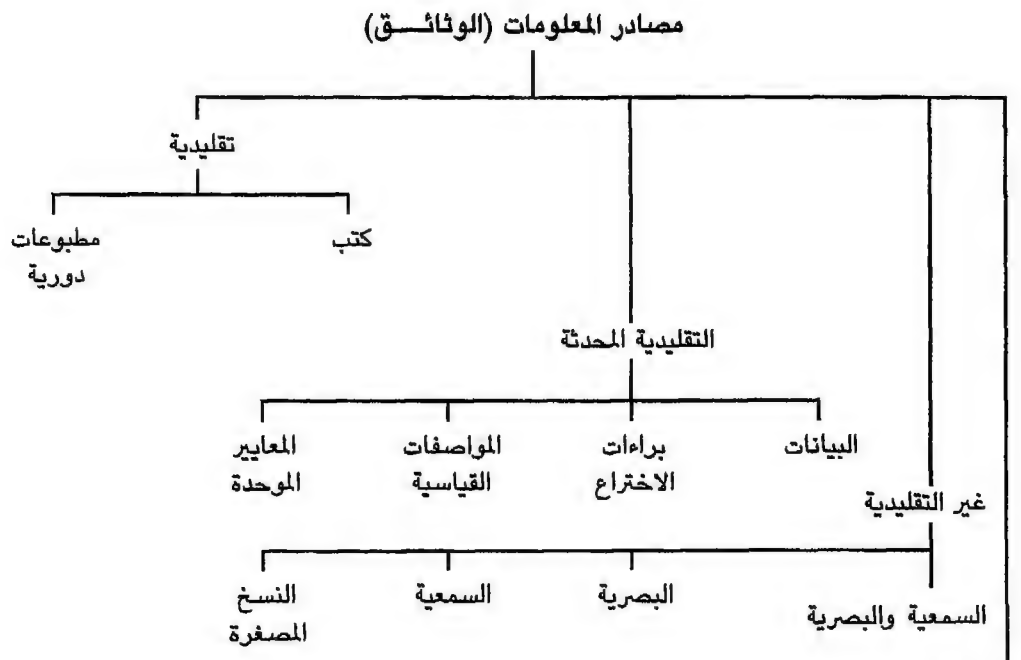 مصادر المعلومات (الوثائــق)
تقليدية
كتب
مطبوعات
دورية
التقليدية المحدثة
البيانات
براءات
الاختراع
المواصفات
القياسية
المعايير
الموحدة
غير التقليدية
السمعية والبصرية
البصرية
السمعية
النسخ
المصغرة